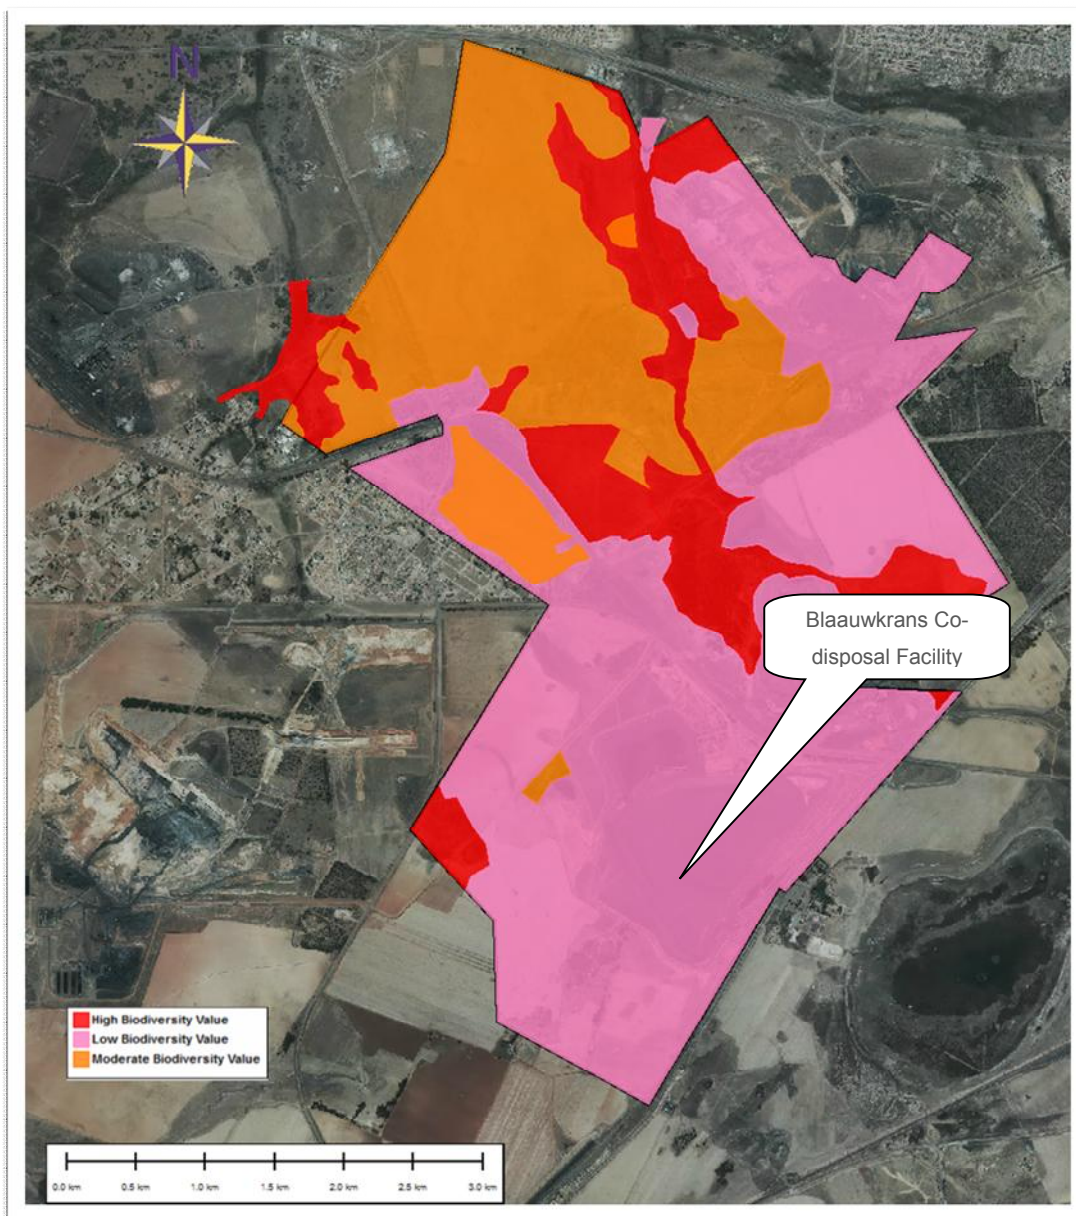 N
Blaauwkrans Co-
disposal Facility
High Biodiversity Value
Low Biodiversity Value
Moderate Biodiversity Value
0.0 km 0.5 km 1.0 km 1.5 km 2.0 km 2.5 km 3.0 km